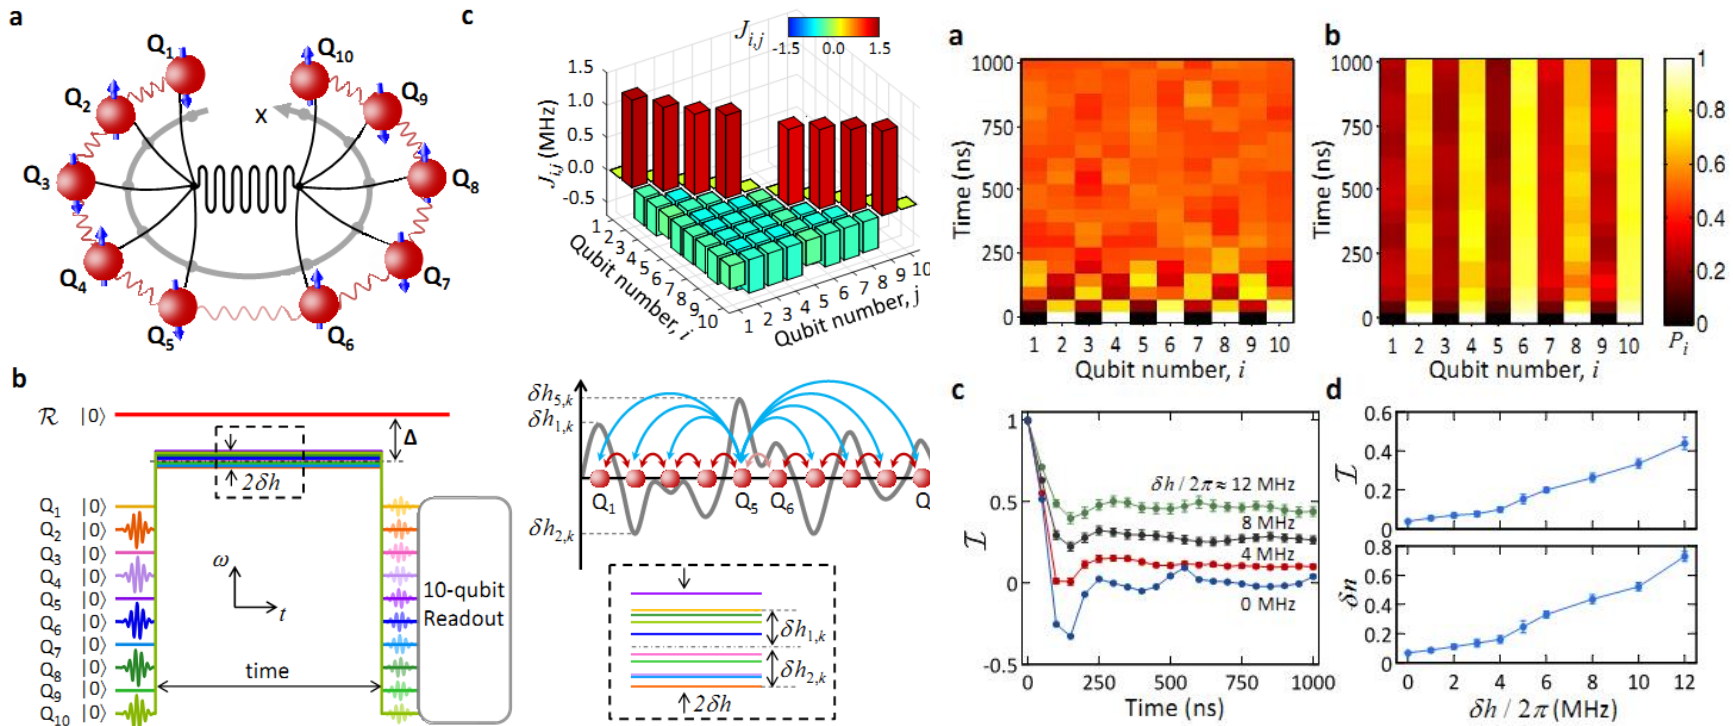 a
Q1
Q10
Q2
Q9
X
Q3
Q8
Q4
Q7
Q5
Q6
c
Ji,j
-1.5
0.0
1.5
1.5
1.0
0.5
0.0
-0.5
Ji,j (MHz)
1
2
3
4
5
6
7
8
9
10
Qubit number, i
1
2
3
4
5
6
7
8
9
10
Qubit number, j
b
R |0⟩
Δ
2δh
Q1 |0⟩
Q2 |0⟩
Q3 |0⟩
Q4 |0⟩
Q5 |0⟩
Q6 |0⟩
Q7 |0⟩
Q8 |0⟩
Q9 |0⟩
Q10 |0⟩
ω
t
time
10-qubit
Readout
δh5,k
δh1,k
Q1
Q5
Q6
Q
δh2,k
δh1,k
δh2,k
2δh
a
1000
750
500
250
0
Time (ns)
1 2 3 4 5 6 7 8 9 10
Qubit number, i
b
1000
750
500
250
0
Time (ns)
1 2 3 4 5 6 7 8 9 10
Qubit number, i
1
0.8
0.6
0.4
0.2
0
Pi
c
1
0.5
0
-0.5
I
δh / 2π ≈ 12 MHz
8 MHz
4 MHz
0 MHz
0 250 500 750 1000
Time (ns)
d
0.6
0.4
0.2
0
I
0.8
0.6
0.4
0.2
0
δn
0 2 4 6 8 10 12
δh / 2π (MHz)